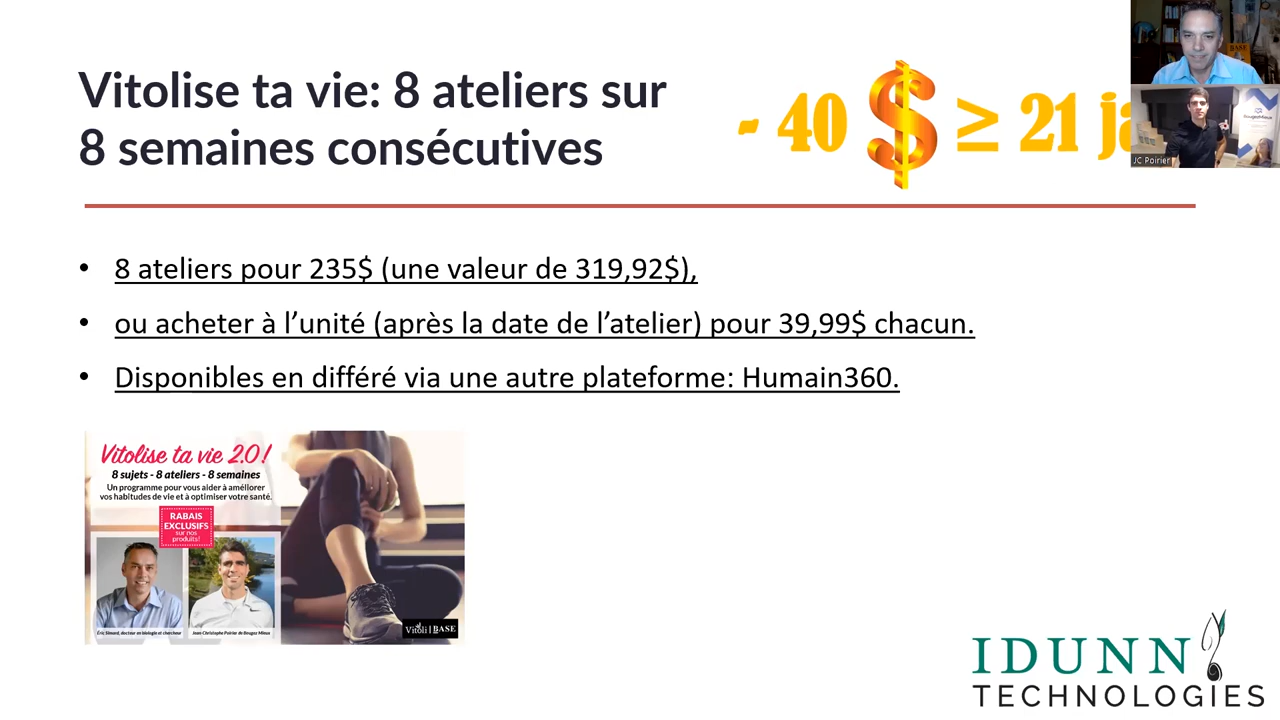 Vitolise ta vie: 8 ateliers sur
8 semaines consécutives
- 40 $ ≥ 21 ja
BASE
JC Poirier
• 8 ateliers pour 235$ (une valeur de 319,92$),
• ou acheter à l’unité (après la date de l’atelier) pour 39,99$ chacun.
• Disponibles en différé via une autre plateforme: Humain360.
Vitolise ta vie 2.0!
8 sujets - 8 ateliers - 8 semaines
Un programme pour vous aider à améliorer
vos habitudes de vie et à optimiser votre santé.
RABAIS
EXCLUSIFS
sur nos
produits!
Éric Simard, docteur en biologie et chercheur
Jean-Christophe Poirier de Bougez Mieux
Vitoli | BASE
IDUNN
TECHNOLOGIES